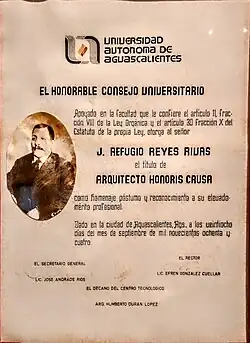 UNIVERSIDAD
AUTONOMA DE
AGUASCALIENTES
EL HONORABLE CONSEJO UNIVERSITARIO
Apoyado en la facultad que le confiere el artículo 11, frac-
ción VIII de la Ley Orgánica y el artículo 30 Fracción X del
Estatuto de la propia Ley, otorga al señor
J. REFUGIO REYES RIVAS
el título de
ARQUITECTO HONORIS CAUSA
como homenaje póstumo y reconocimiento a su elevado
mérito profesional.
Dado en la ciudad de Aguascalientes, Ags. a los veintiocho
días del mes de septiembre de mil novecientos ochenta y
cuatro.
EL SECRETARIO GENERAL
EL RECTOR
LIC. JOSE ANDRADE RIOS
LIC. EFREN GONZALEZ CUELLAR
EL DECANO DEL CENTRO TECNOLOGICO
ARQ. HUMBERTO DURAN LOPEZ